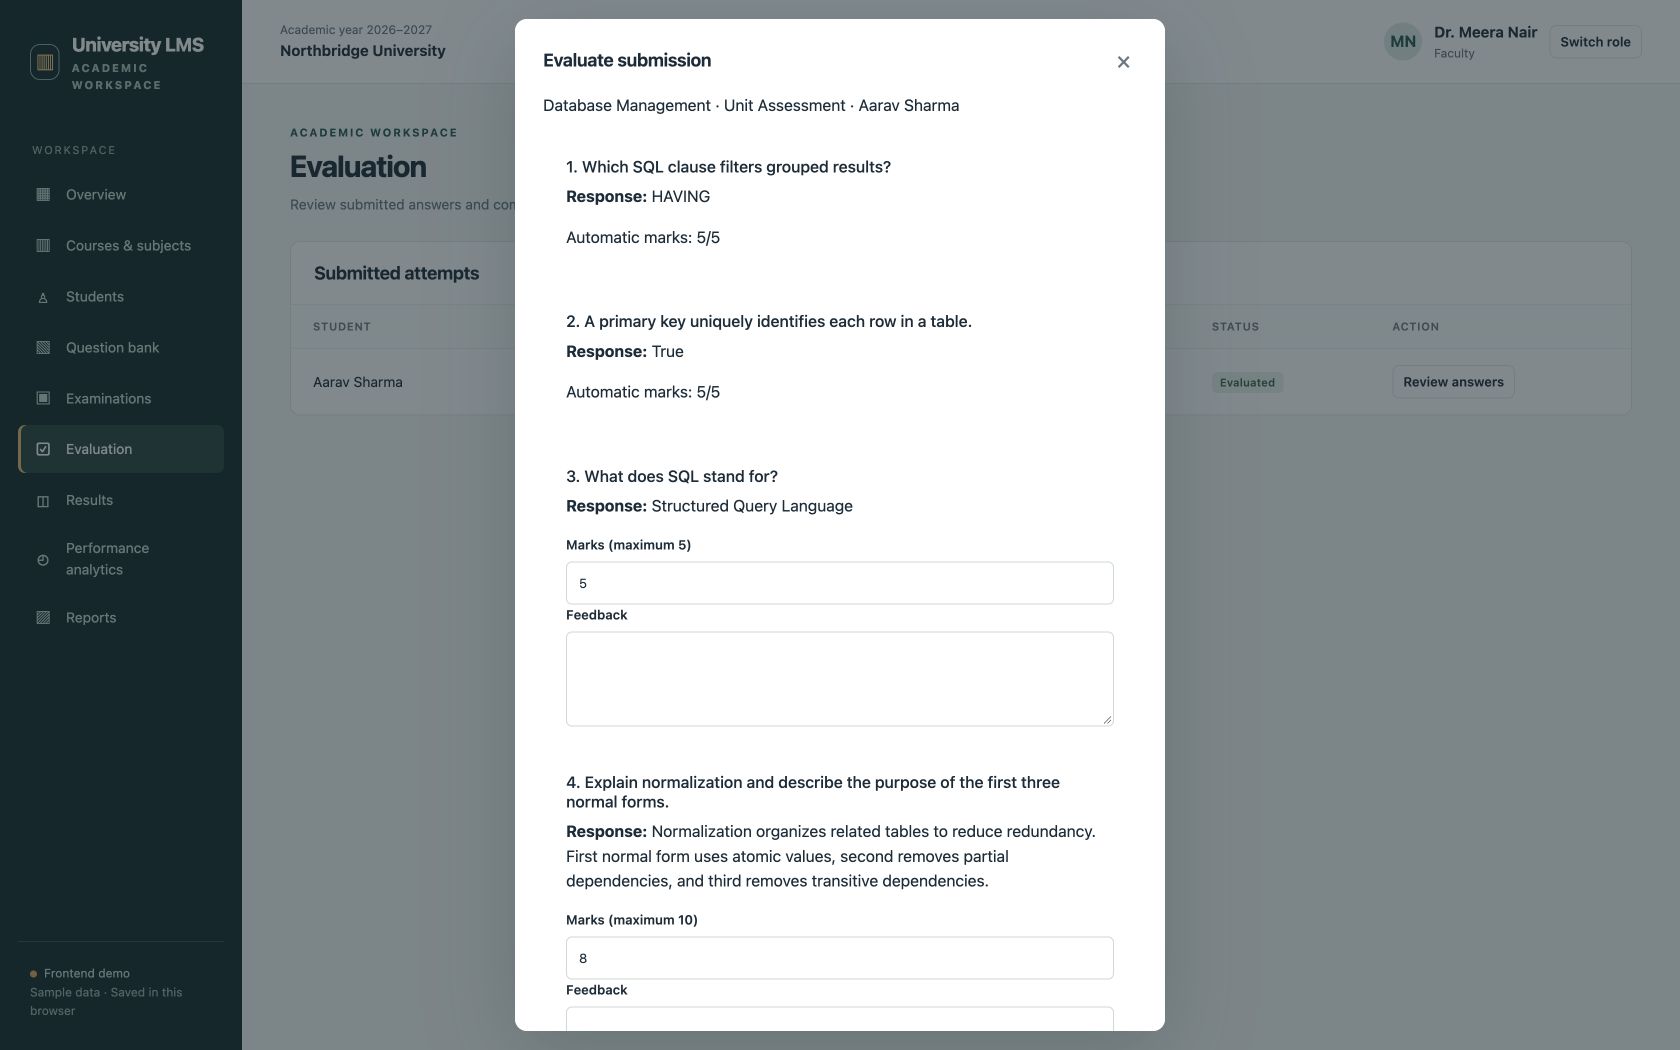 University LMS
ACADEMIC
WORKSPACE
WORKSPACE
Overview
Courses & subjects
Students
Question bank
Examinations
Evaluation
Results
Performance
analytics
Reports
Frontend demo
Sample data · Saved in this
browser
Academic year 2026–2027
Northbridge University
MN
Dr. Meera Nair
Faculty
Switch role
ACADEMIC WORKSPACE
Evaluation
Review submitted answers and
Submitted attempts
STUDENT
STATUS
ACTION
Aarav Sharma
Evaluated
Review answers
Evaluate submission
×
Database Management · Unit Assessment · Aarav Sharma
1. Which SQL clause filters grouped results?
Response: HAVING
Automatic marks: 5/5
2. A primary key uniquely identifies each row in a table.
Response: True
Automatic marks: 5/5
3. What does SQL stand for?
Response: Structured Query Language
Marks (maximum 5)
5
Feedback
4. Explain normalization and describe the purpose of the first three
normal forms.
Response: Normalization organizes related tables to reduce redundancy.
First normal form uses atomic values, second removes partial
dependencies, and third removes transitive dependencies.
Marks (maximum 10)
8
Feedback